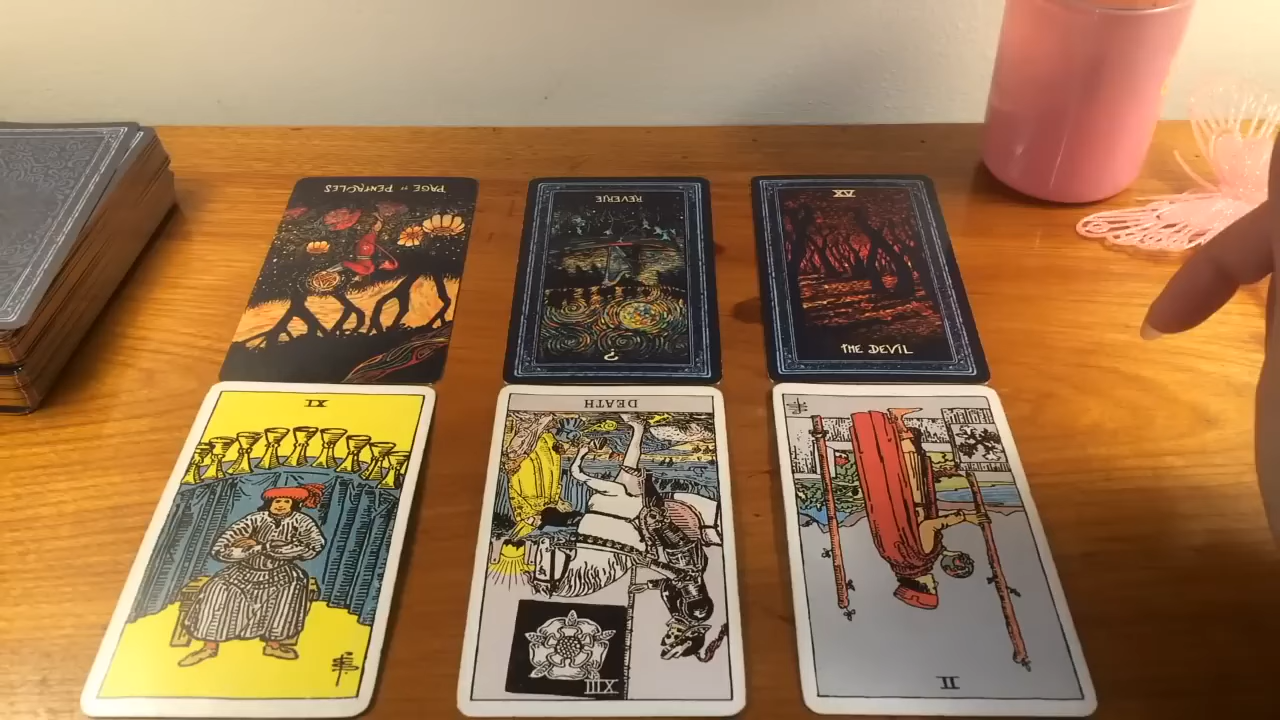 PAGE OF PENTACLES
REVERIE
?
XV
THE DEVIL
IX
DEATH
XIII
II